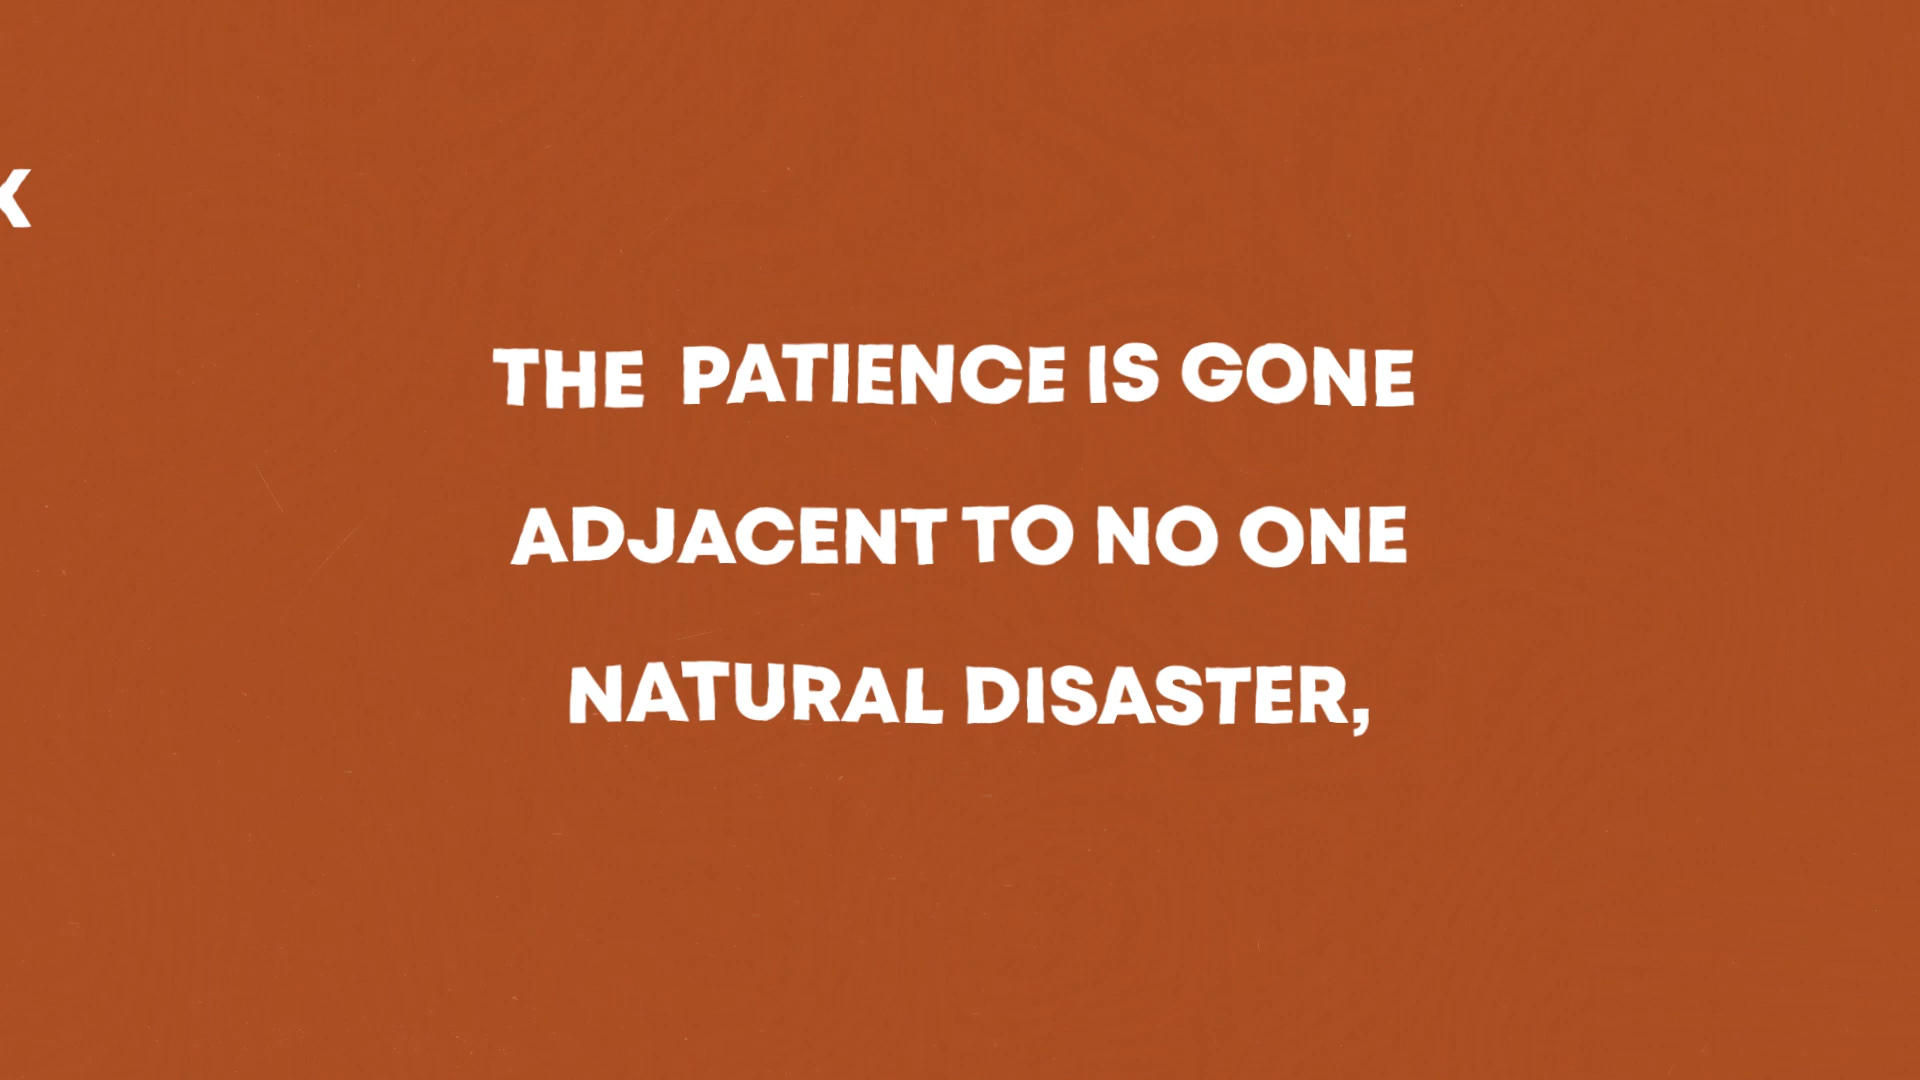 K
THE PATIENCE IS GONE
ADJACENT TO NO ONE
NATURAL DISASTER,